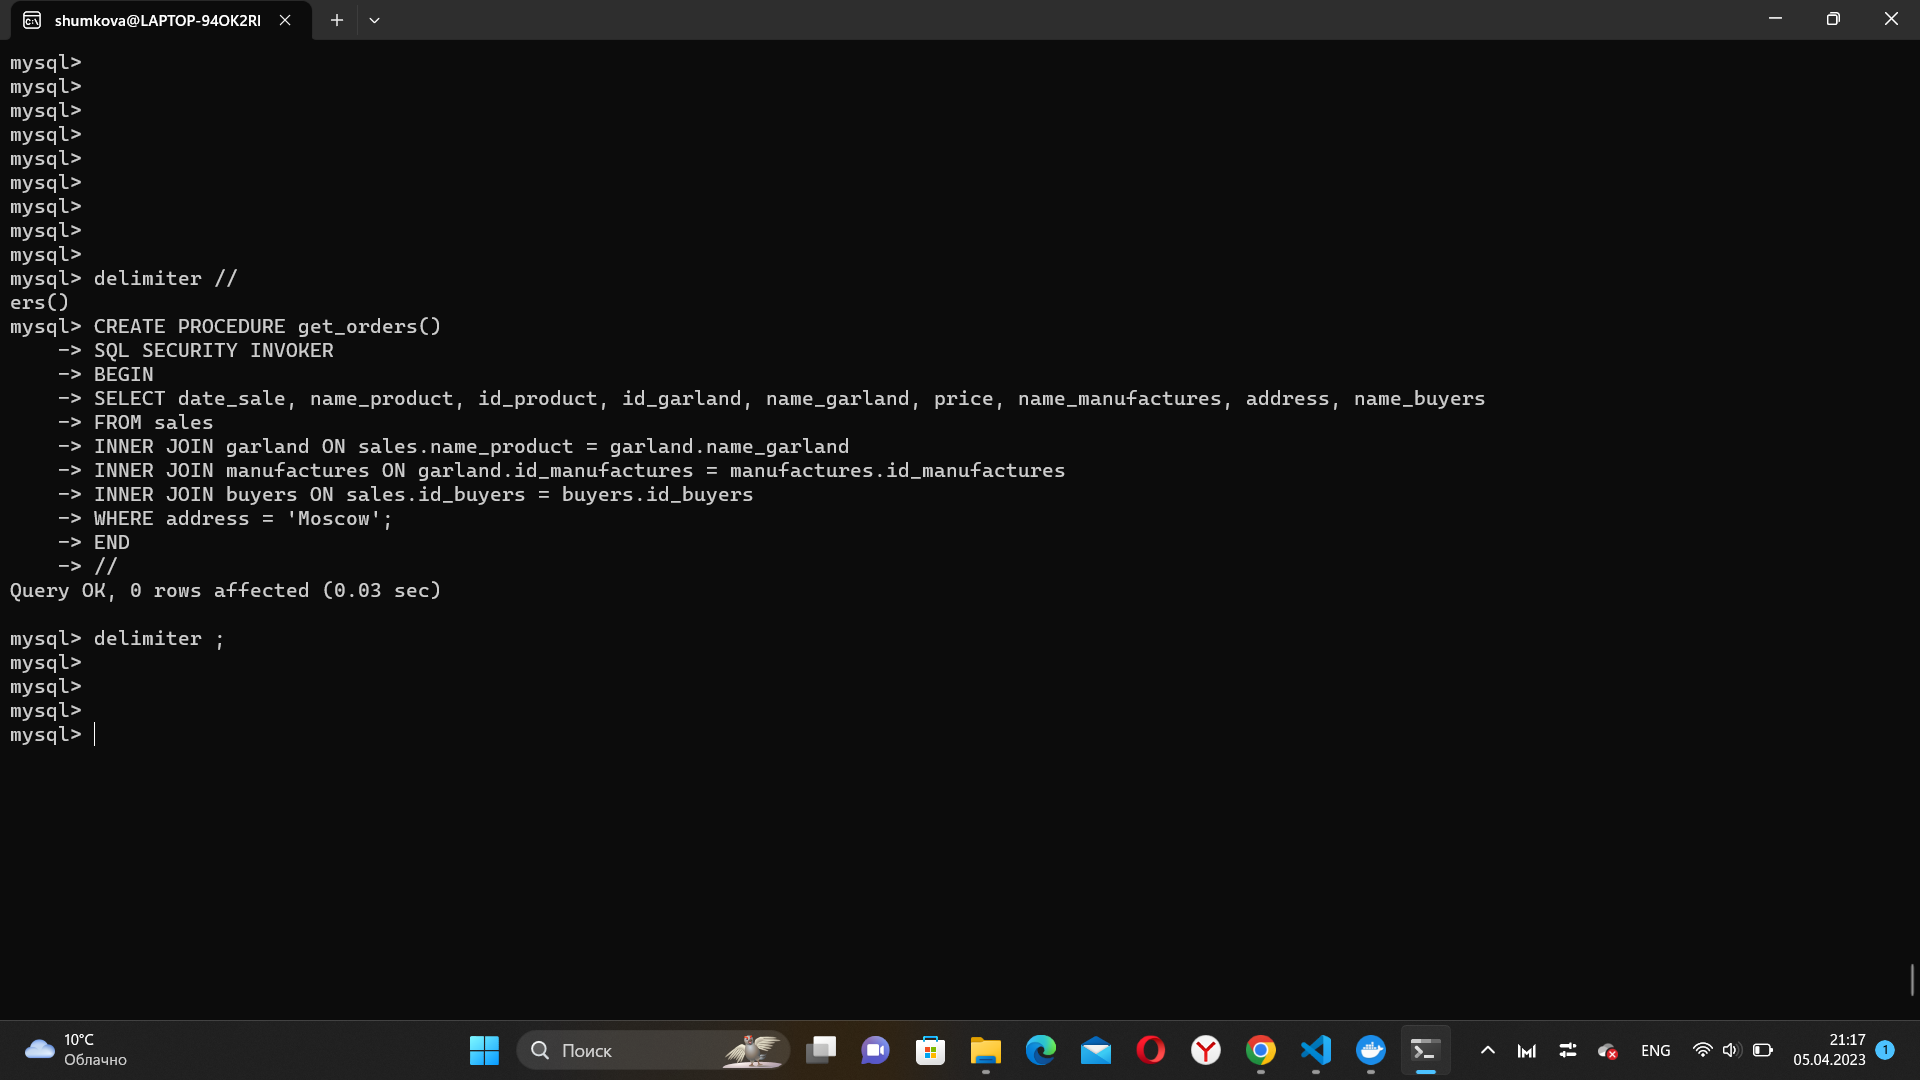 shumkova@LAPTOP-94OK2RI
mysql>
mysql>
mysql>
mysql>
mysql>
mysql>
mysql>
mysql>
mysql>
mysql> delimiter //
ers()
mysql> CREATE PROCEDURE get_orders()
-> SQL SECURITY INVOKER
-> BEGIN
-> SELECT date_sale, name_product, id_product, id_garland, name_garland, price, name_manufactures, address, name_buyers
-> FROM sales
-> INNER JOIN garland ON sales.name_product = garland.name_garland
-> INNER JOIN manufactures ON garland.id_manufactures = manufactures.id_manufactures
-> INNER JOIN buyers ON sales.id_buyers = buyers.id_buyers
-> WHERE address = 'Moscow';
-> END
-> //
Query OK, 0 rows affected (0.03 sec)
mysql> delimiter ;
mysql>
mysql>
mysql>
mysql>
10°C
Облачно
Поиск
ENG
21:17
05.04.2023
1